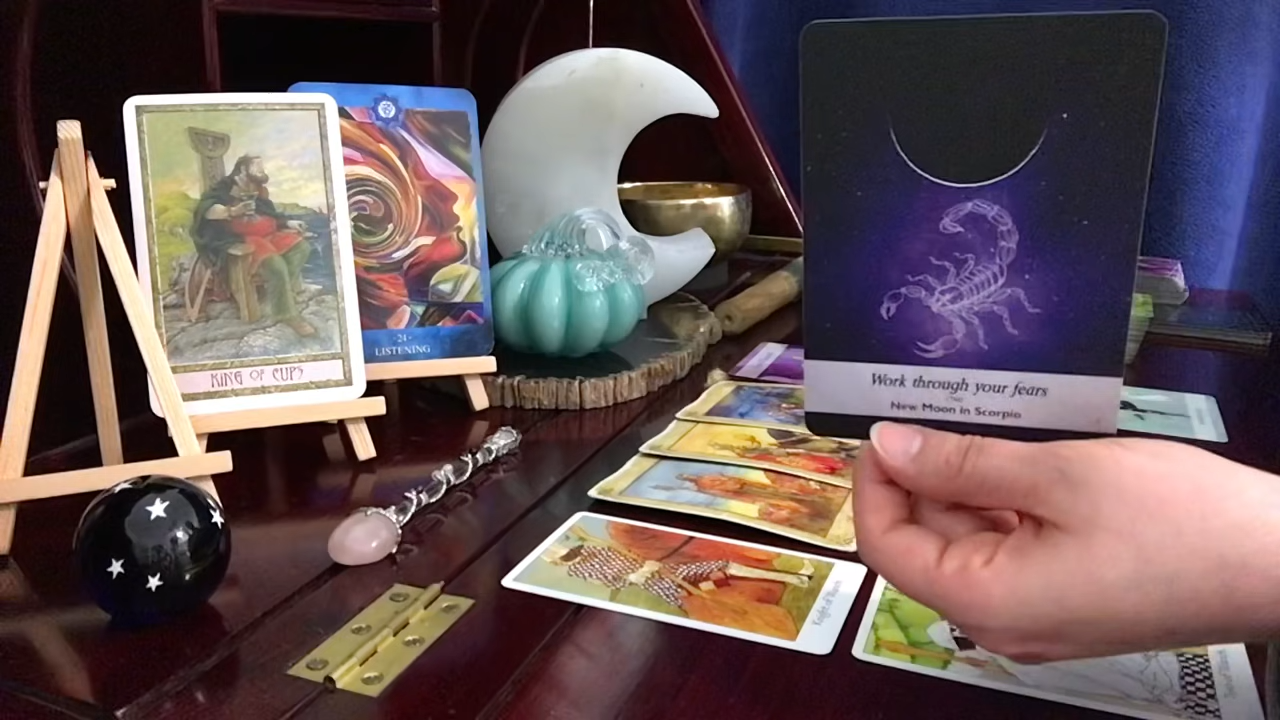 KING OF CUPS
-24-
LISTENING
Work through your fears
New Moon in Scorpio